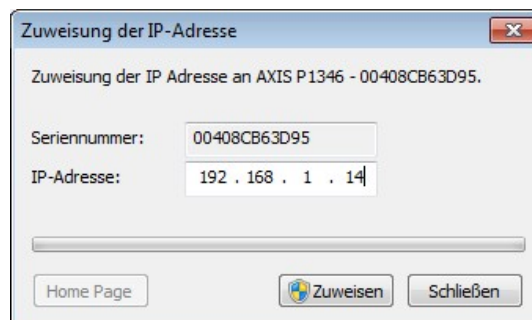 Zuweisung der IP-Adresse
Zuweisung der IP Adresse an AXIS P1346 - 00408CB63D95.
Seriennummer: 00408CB63D95
IP-Adresse: 192 . 168 . 1 . 14
Home Page Zuweisen Schließen